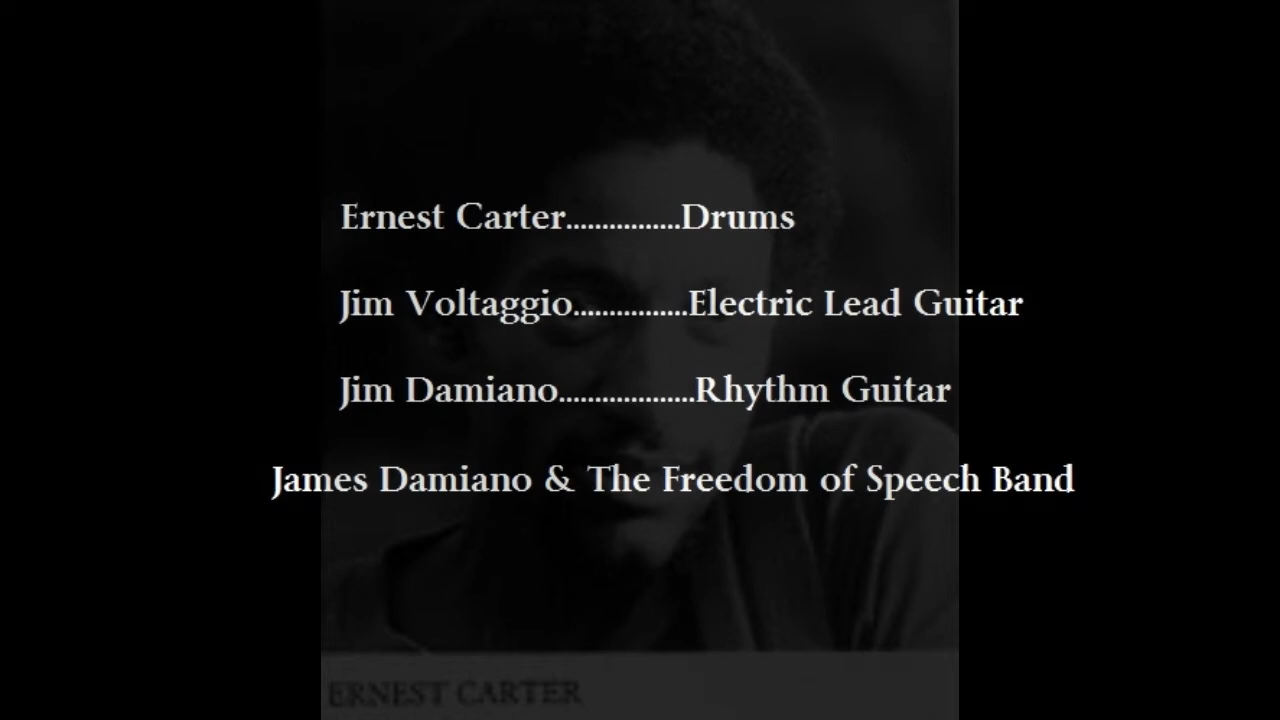 Ernest Carter................Drums
Jim Voltaggio................Electric Lead Guitar
Jim Damiano...................Rhythm Guitar
James Damiano & The Freedom of Speech Band
ERNEST CARTER